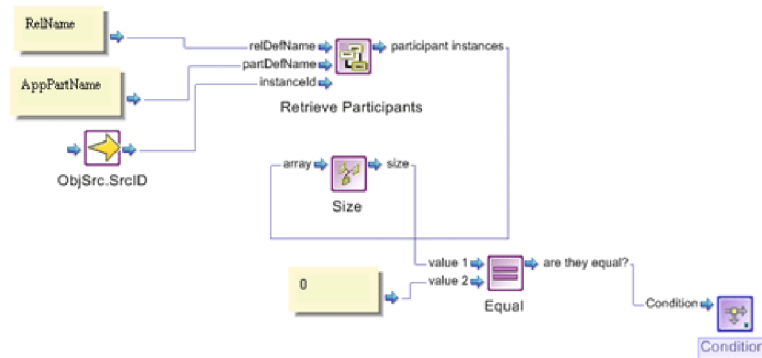 RelName
relDefName
participant instances
partDefName
AppPartName
instanceId
Retrieve Participants
ObjSrc.SrcID
array
size
Size
value 1
are they equal?
0
value 2
Equal
Condition
Condition